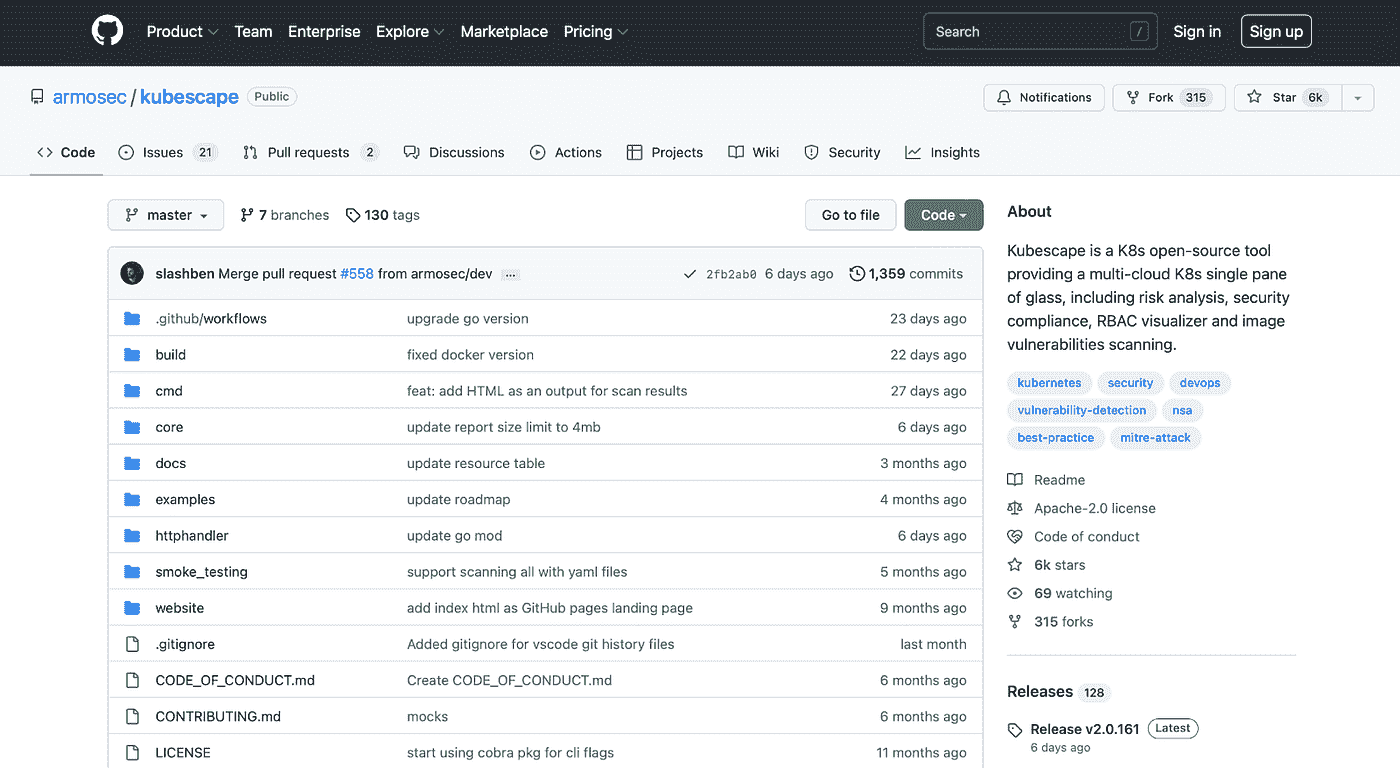 Product Team Enterprise Explore Marketplace Pricing Search / Sign in Sign up
armosec / kubescape Public Notifications Fork 315 Star 6k
Code Issues 21 Pull requests 2 Discussions Actions Projects Wiki Security Insights
master 7 branches 130 tags Go to file Code
slashben Merge pull request #558 from armosec/dev ... 2fb2ab0 6 days ago 1,359 commits
.github/workflows upgrade go version 23 days ago
build fixed docker version 22 days ago
cmd feat: add HTML as an output for scan results 27 days ago
core update report size limit to 4mb 6 days ago
docs update resource table 3 months ago
examples update roadmap 4 months ago
httphandler update go mod 6 days ago
smoke_testing support scanning all with yaml files 5 months ago
website add index html as GitHub pages landing page 9 months ago
.gitignore Added gitignore for vscode git history files last month
CODE_OF_CONDUCT.md Create CODE_OF_CONDUCT.md 6 months ago
CONTRIBUTING.md mocks 6 months ago
LICENSE start using cobra pkg for cli flags 11 months ago
About
Kubescape is a K8s open-source tool
providing a multi-cloud K8s single pane
of glass, including risk analysis, security
compliance, RBAC visualizer and image
vulnerabilities scanning.
kubernetes security devops
vulnerability-detection nsa
best-practice mitre-attack
Readme
Apache-2.0 license
Code of conduct
6k stars
69 watching
315 forks
Releases 128
Release v2.0.161 Latest
6 days ago